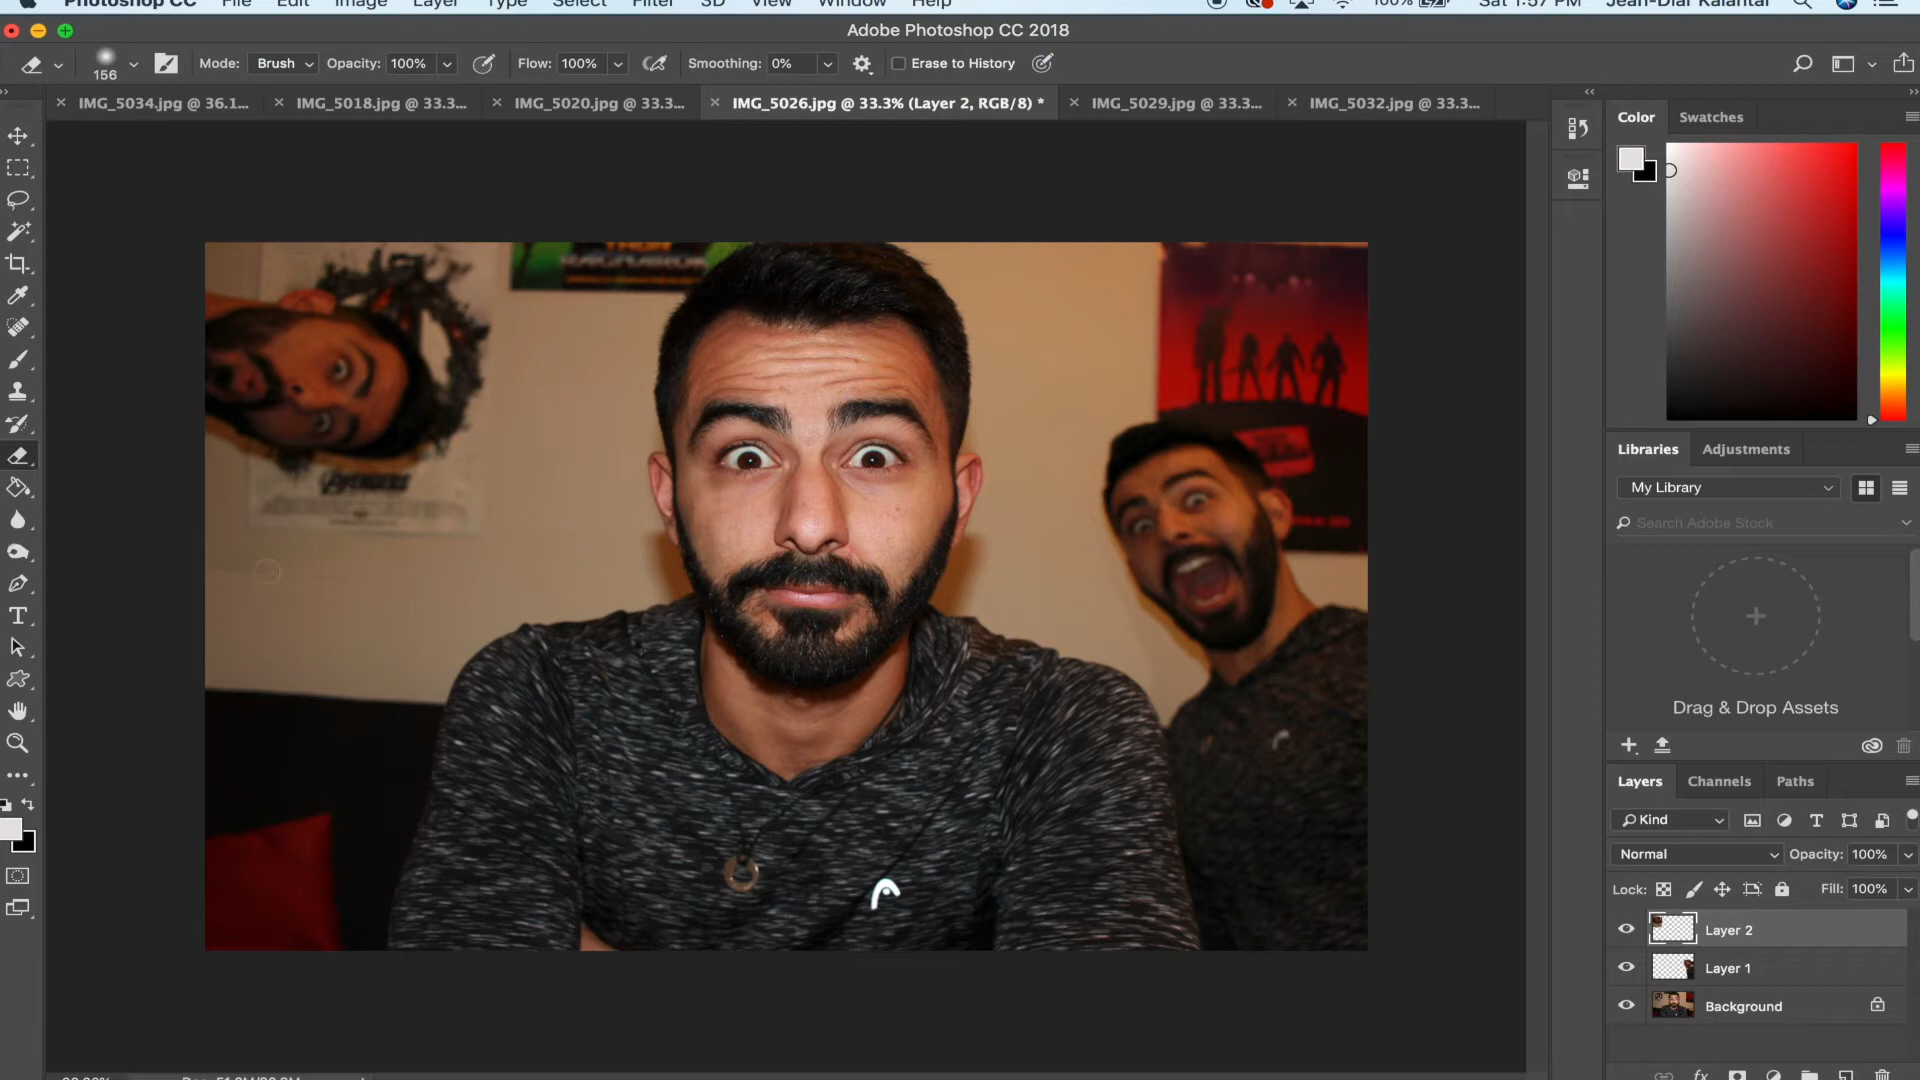 Photoshop CC File Edit Image Layer Type Select Filter 3D View Window Help 100% Sat 1:57 PM Jean-Diar Kalantar
Adobe Photoshop CC 2018
156 Mode: Brush Opacity: 100% Flow: 100% Smoothing: 0% Erase to History
IMG_5034.jpg @ 36.1... IMG_5018.jpg @ 33.3... IMG_5020.jpg @ 33.3... IMG_5026.jpg @ 33.3% (Layer 2, RGB/8) * IMG_5029.jpg @ 33.3... IMG_5032.jpg @ 33.3...
Color Swatches
RAGNAROK
AVENGERS
Libraries Adjustments
My Library
Search Adobe Stock
Drag & Drop Assets
Layers Channels Paths
Kind
Normal Opacity: 100%
Lock: Fill: 100%
Layer 2
Layer 1
Background